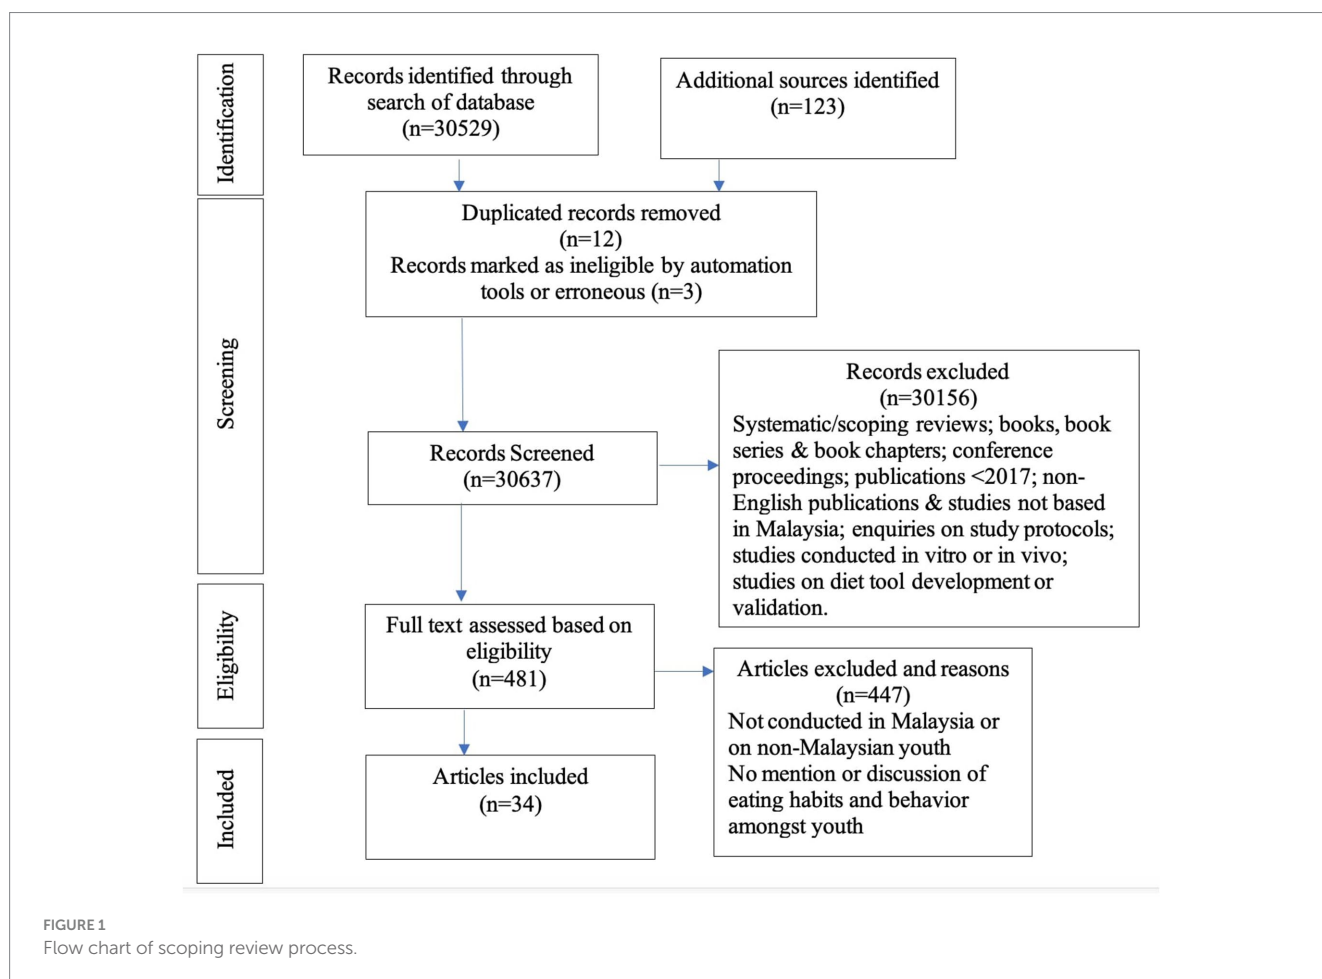 Identification
Records identified through
search of database
(n=30529)
Additional sources identified
(n=123)
Screening
Duplicated records removed
(n=12)
Records marked as ineligible by automation
tools or erroneous (n=3)
Records Screened
(n=30637)
Records excluded
(n=30156)
Systematic/scoping reviews; books, book
series & book chapters; conference
proceedings; publications <2017; non-
English publications & studies not based
in Malaysia; enquiries on study protocols;
studies conducted in vitro or in vivo;
studies on diet tool development or
validation.
Eligibility
Full text assessed based on
eligibility
(n=481)
Articles excluded and reasons
(n=447)
Not conducted in Malaysia or
on non-Malaysian youth
No mention or discussion of
eating habits and behavior
amongst youth
Included
Articles included
(n=34)
FIGURE 1
Flow chart of scoping review process.